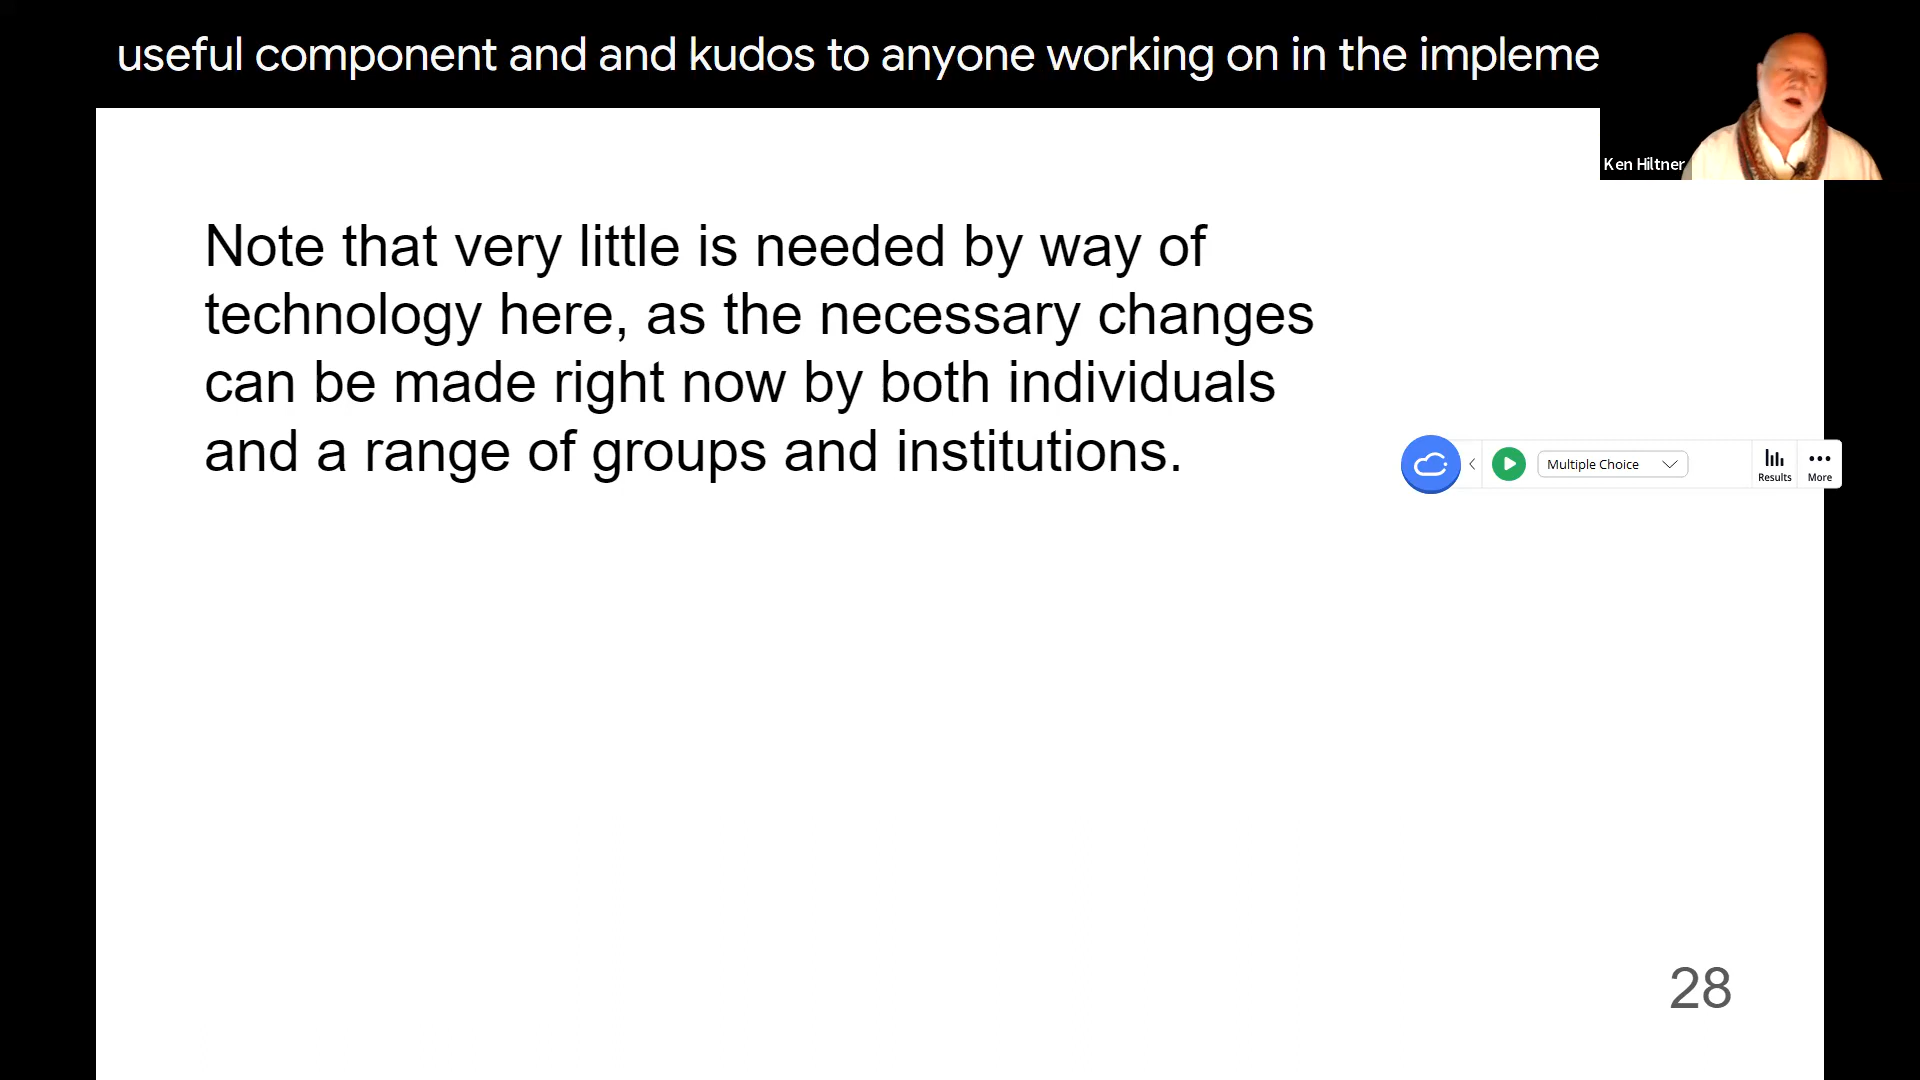 useful component and and kudos to anyone working on in the impleme
Ken Hiltner
Note that very little is needed by way of
technology here, as the necessary changes
can be made right now by both individuals
and a range of groups and institutions.
Multiple Choice
Results
More
28